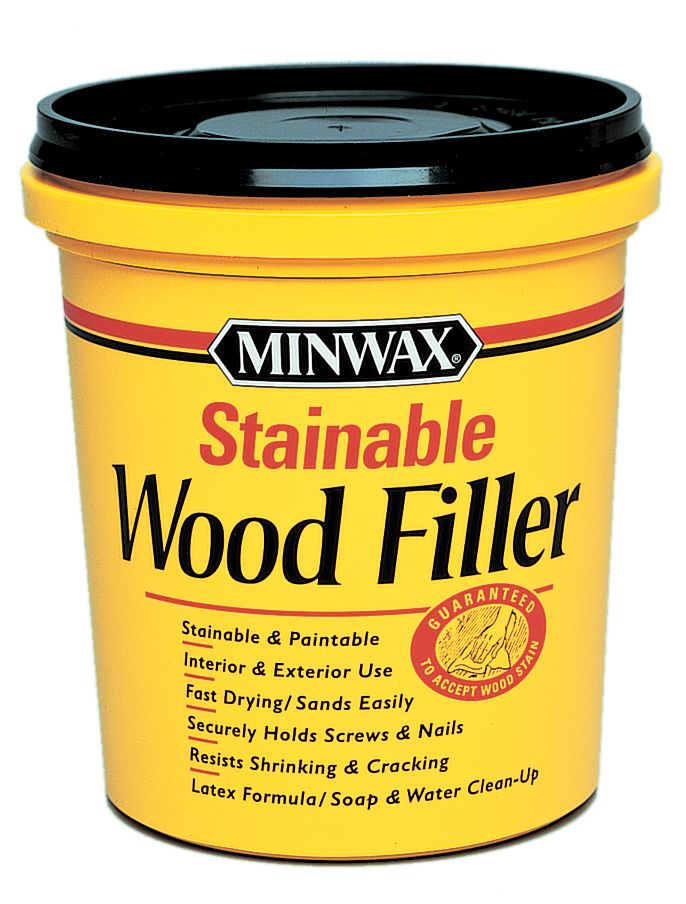 MINWAX®
Stainable
Wood Filler
GUARANTEED
TO ACCEPT WOOD STAIN
Stainable & Paintable
Interior & Exterior Use
Fast Drying/Sands Easily
Securely Holds Screws & Nails
Resists Shrinking & Cracking
Latex Formula/Soap & Water Clean-Up